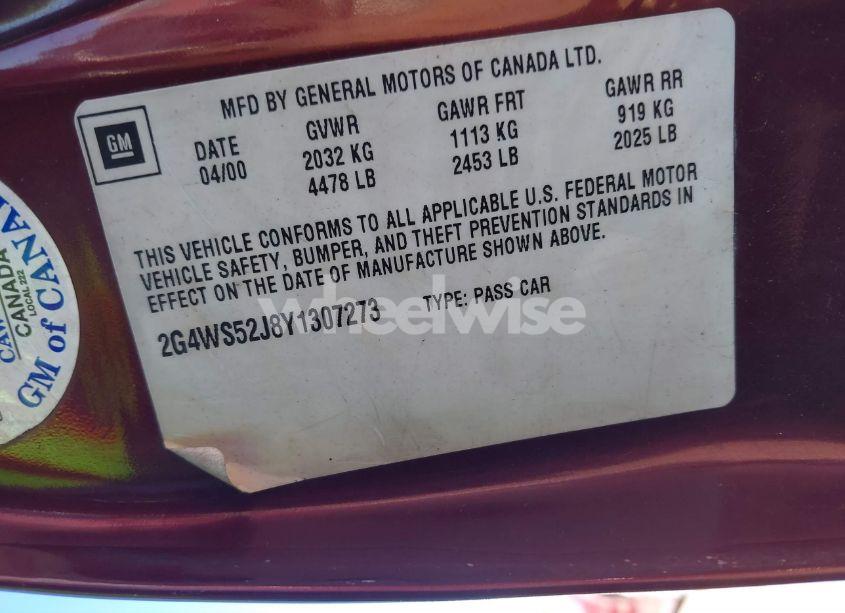 MFD BY GENERAL MOTORS OF CANADA LTD.
GM
DATE GVWR GAWR FRT GAWR RR
04/00 2032 KG 1113 KG 919 KG
4478 LB 2453 LB 2025 LB
THIS VEHICLE CONFORMS TO ALL APPLICABLE U.S. FEDERAL MOTOR
VEHICLE SAFETY, BUMPER, AND THEFT PREVENTION STANDARDS IN
EFFECT ON THE DATE OF MANUFACTURE SHOWN ABOVE.
2G4WS52J8Y1307273 TYPE: PASS CAR
wheelwise
CANADA
LOCAL 222
GM of CANA